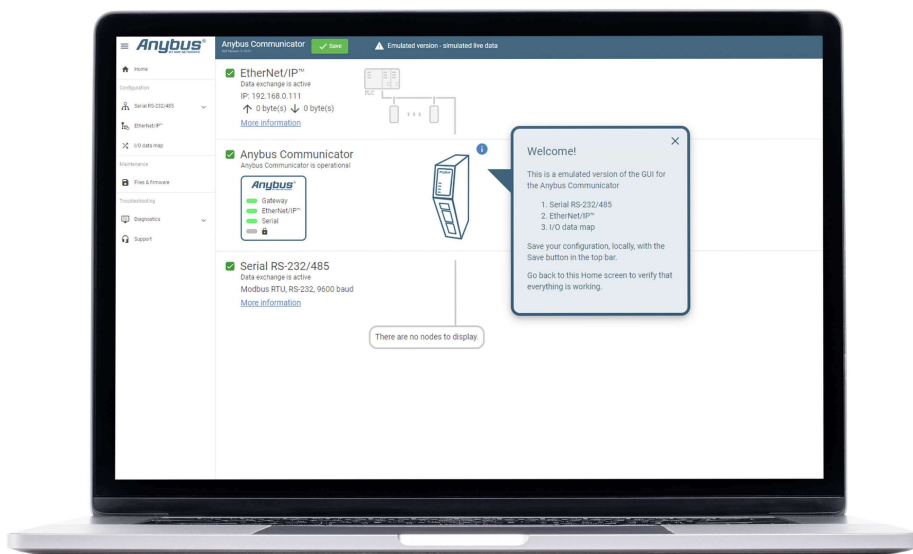 Anybus®
BY HMS NETWORKS
Anybus Communicator
Save
Emulated version - simulated live data
Home
Configuration
Serial RS-232/485
EtherNet/IP™
I/O data map
Maintenance
Files & firmware
Troubleshooting
Diagnostics
Support
EtherNet/IP™
Data exchange is active
IP: 192.168.0.111
0 byte(s) 0 byte(s)
More information
PLC
Anybus Communicator
Anybus Communicator is operational
Anybus®
Gateway
EtherNet/IP™
Serial
Anybus
Serial RS-232/485
Data exchange is active
Modbus RTU, RS-232, 9600 baud
More information
There are no nodes to display.
Welcome!
This is a emulated version of the GUI for
the Anybus Communicator
1. Serial RS-232/485
2. EtherNet/IP™
3. I/O data map
Save your configuration, locally, with the
Save button in the top bar.
Go back to this Home screen to verify that
everything is working.